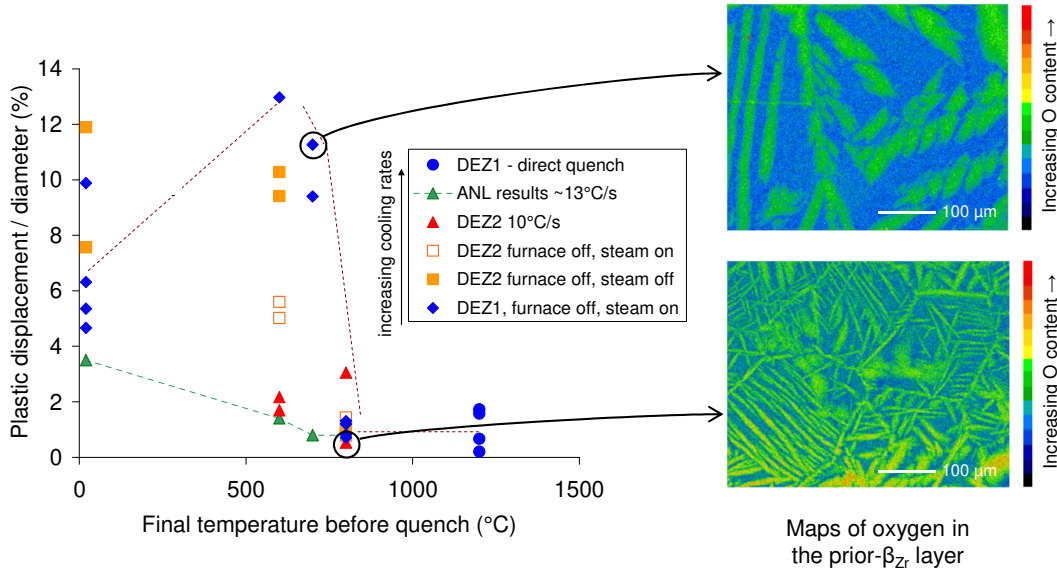 Plastic displacement / diameter (%)
14
12
10
8
6
4
2
0
0
500
1000
1500
Final temperature before quench (°C)
increasing cooling rates
DEZ1 - direct quench
ANL results ~13°C/s
DEZ2 10°C/s
DEZ2 furnace off, steam on
DEZ2 furnace off, steam off
DEZ1, furnace off, steam on
100 µm
Increasing O content →
100 µm
Increasing O content →
Maps of oxygen in
the prior-βZr layer